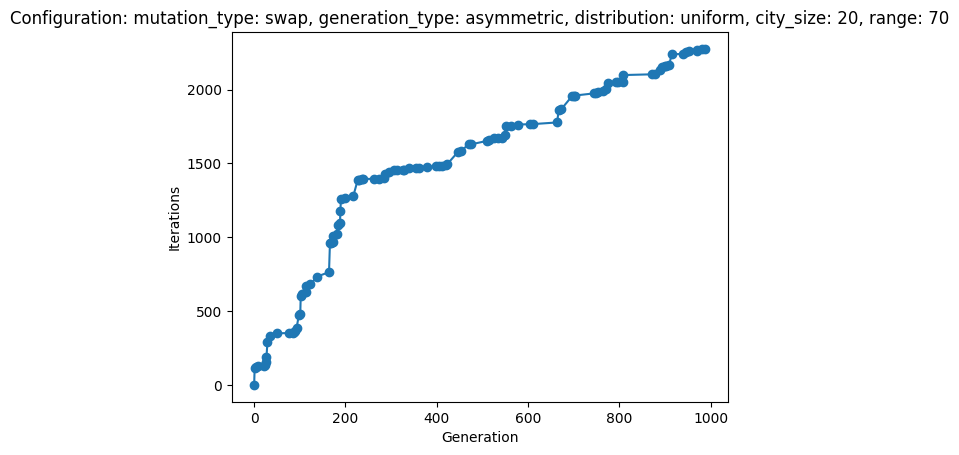 Configuration: mutation_type: swap, generation_type: asymmetric, distribution: uniform, city_size: 20, range: 70
Iterations
2000
1500
1000
500
0
0 200 400 600 800 1000
Generation